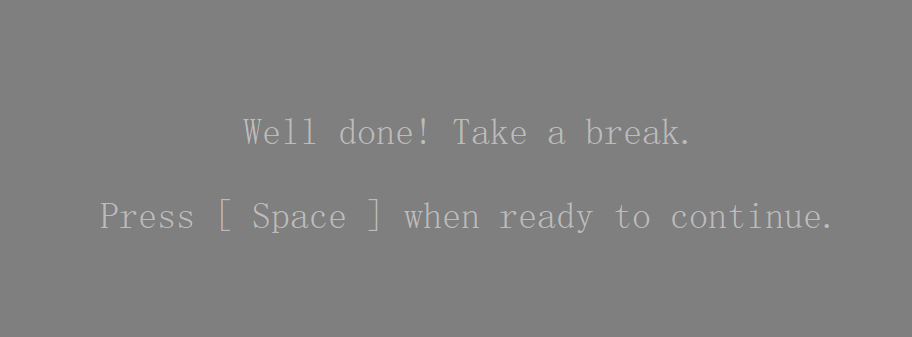 Well done! Take a break.
Press [ Space ] when ready to continue.